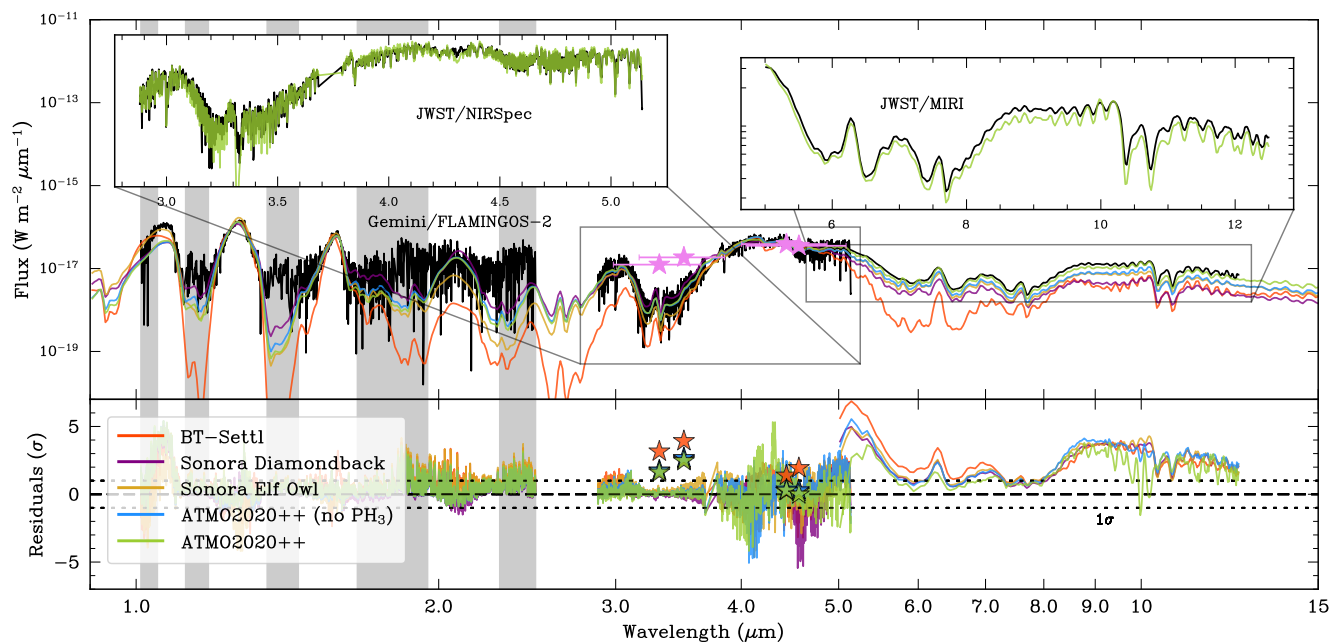 10⁻¹¹
10⁻¹³
10⁻¹⁵
10⁻¹⁷
10⁻¹⁹
Flux (W m⁻² μm⁻¹)
JWST/NIRSpec
3.0 3.5 4.0 4.5 5.0
JWST/MIRI
6 8 10 12
Gemini/FLAMINGOS-2
5
0
−5
Residuals (σ)
BT-Settl
Sonora Diamondback
Sonora Elf Owl
ATMO2020++ (no PH₃)
ATMO2020++
1σ
1.0 2.0 3.0 4.0 5.0 6.0 7.0 8.0 9.0 10 15
Wavelength (μm)